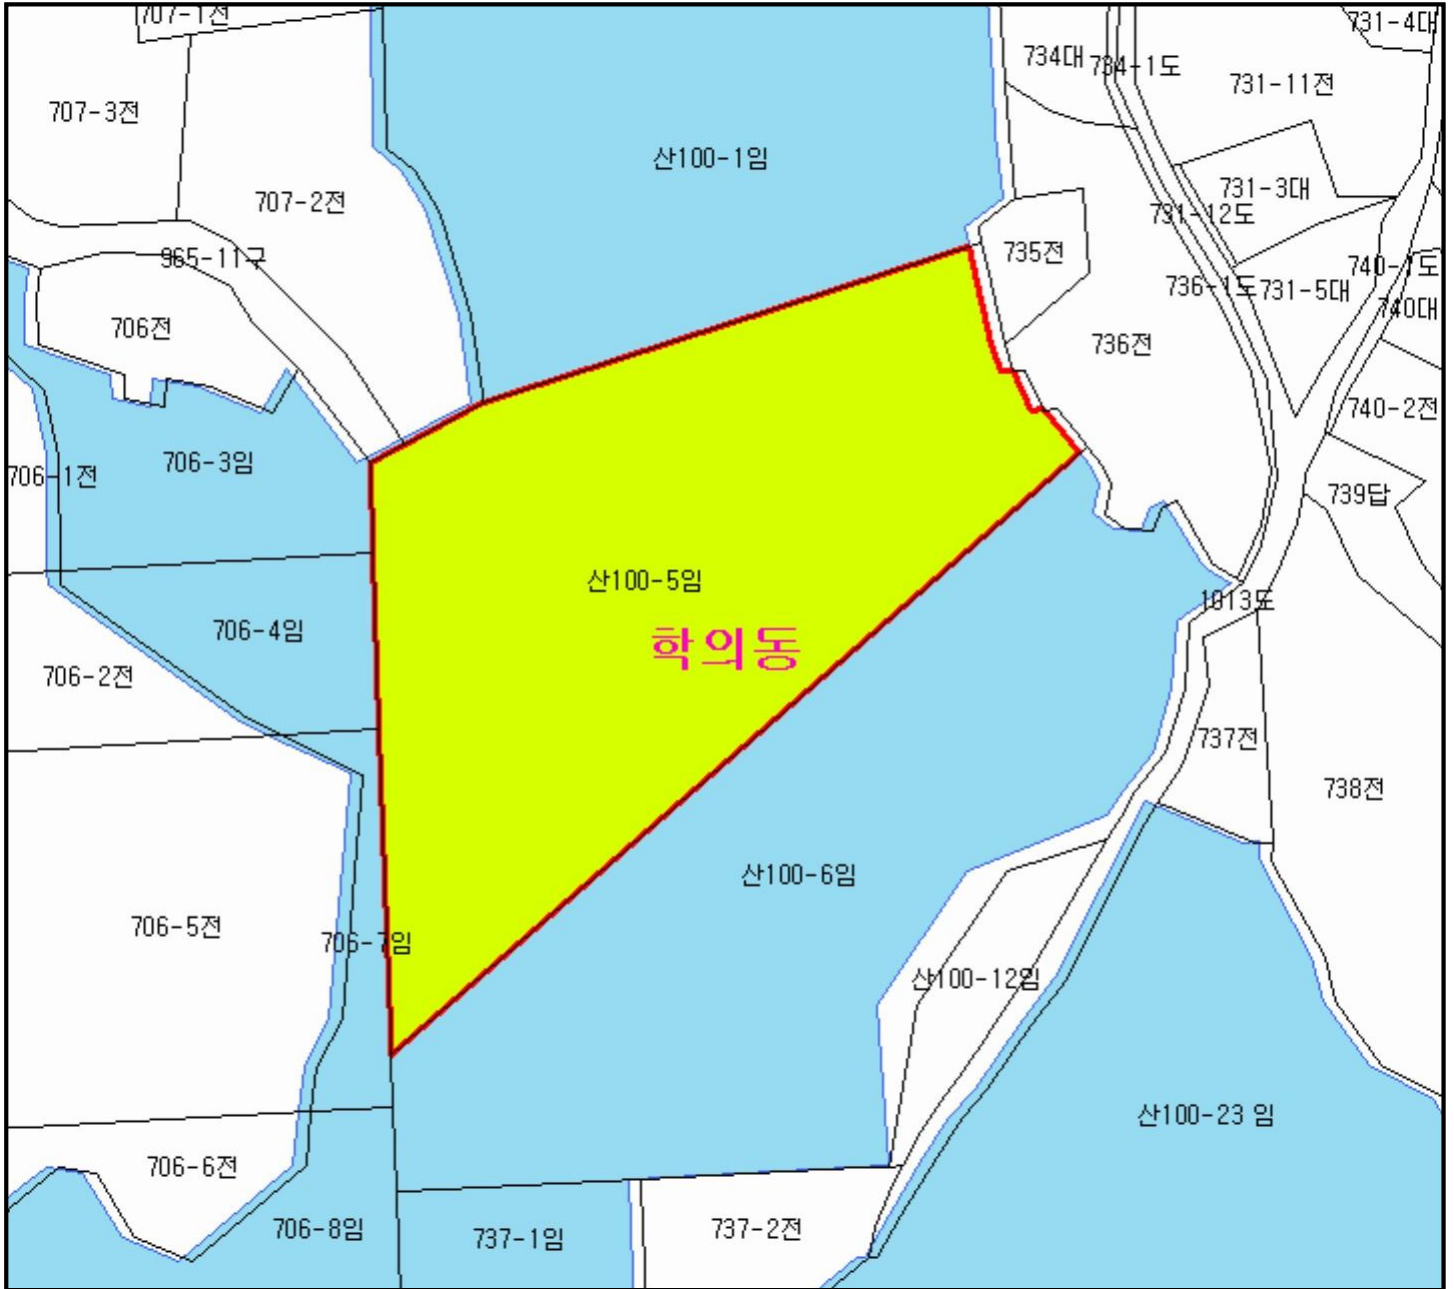 707-1전
731-4대
734대
734-1도
731-11전
707-3전
산100-1임
731-3대
707-2전
731-12도
735전
965-11구
740-1도
736-1도
731-5대
740대
706전
736전
740-2전
706-3임
706-1전
739답
산100-5임
1013도
706-4임
학의동
706-2전
737전
738전
산100-6임
706-5전
706-7임
산100-12임
산100-23 임
706-6전
706-8임
737-1임
737-2전